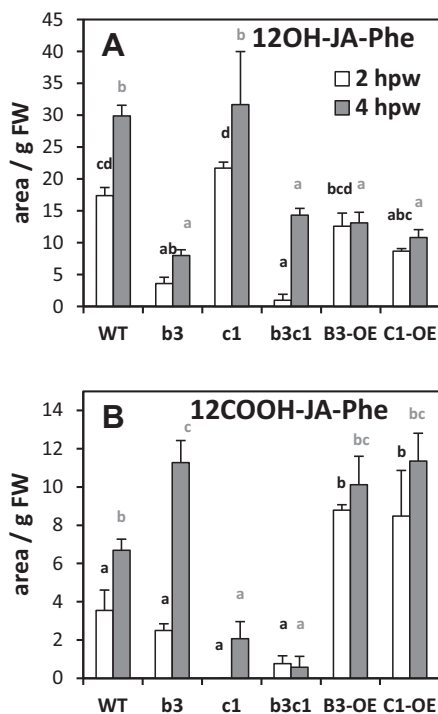 A 12OH-JA-Phe
2 hpw
4 hpw
area / g FW
45
40
35
30
25
20
15
10
5
0
cd b ab a d b a a bcd a abc a
WT b3 c1 b3c1 B3-OE C1-OE
B 12COOH-JA-Phe
area / g FW
14
12
10
8
6
4
2
0
a b a c a a a a b bc b bc
WT b3 c1 b3c1 B3-OE C1-OE